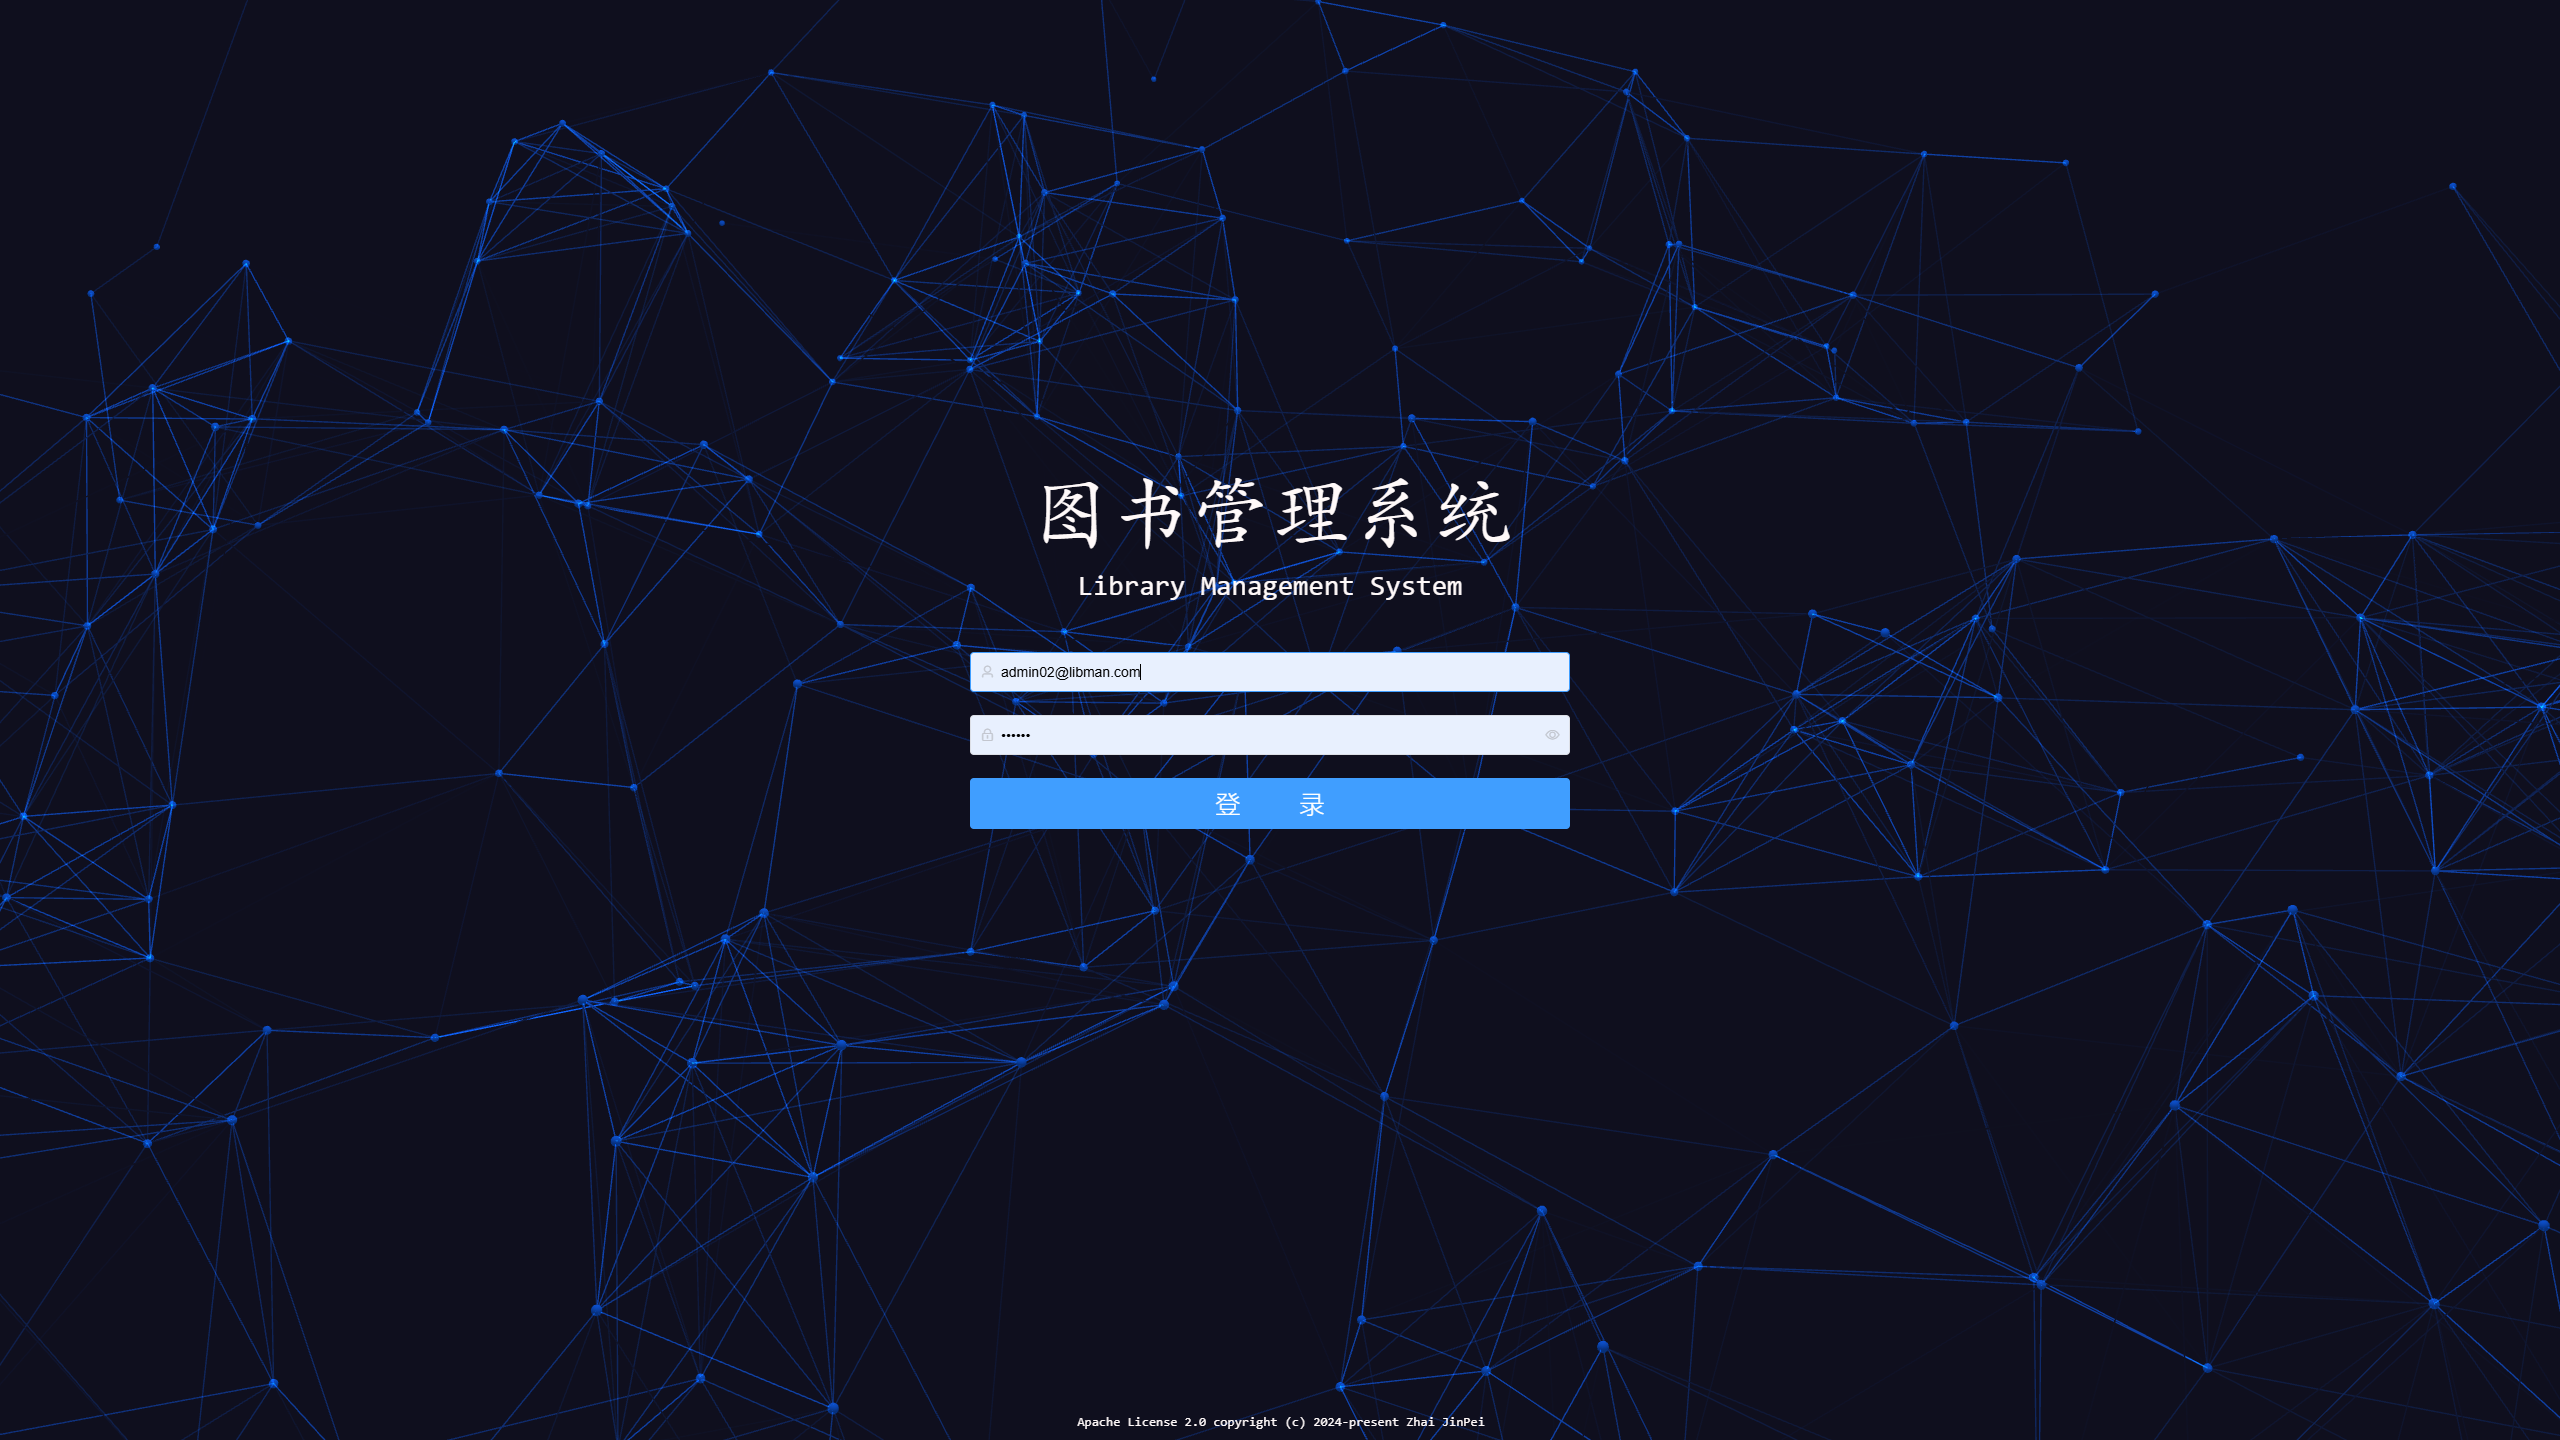 图书管理系统
Library Management System
admin02@libman.com
••••••
登 录
Apache License 2.0 copyright (c) 2024-present Zhai JinPei